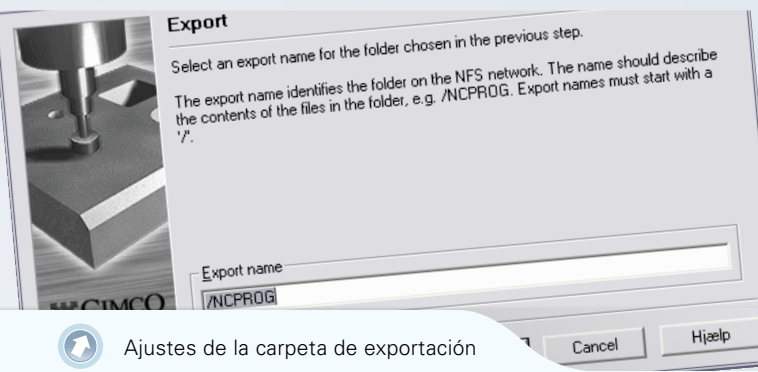 Export
Select an export name for the folder chosen in the previous step.
The export name identifies the folder on the NFS network. The name should describe
the contents of the files in the folder, e.g. /NCPROG. Export names must start with a
'/'.
Export name
/NCPROG
CIMCO
Cancel
Hjælp
Ajustes de la carpeta de exportación